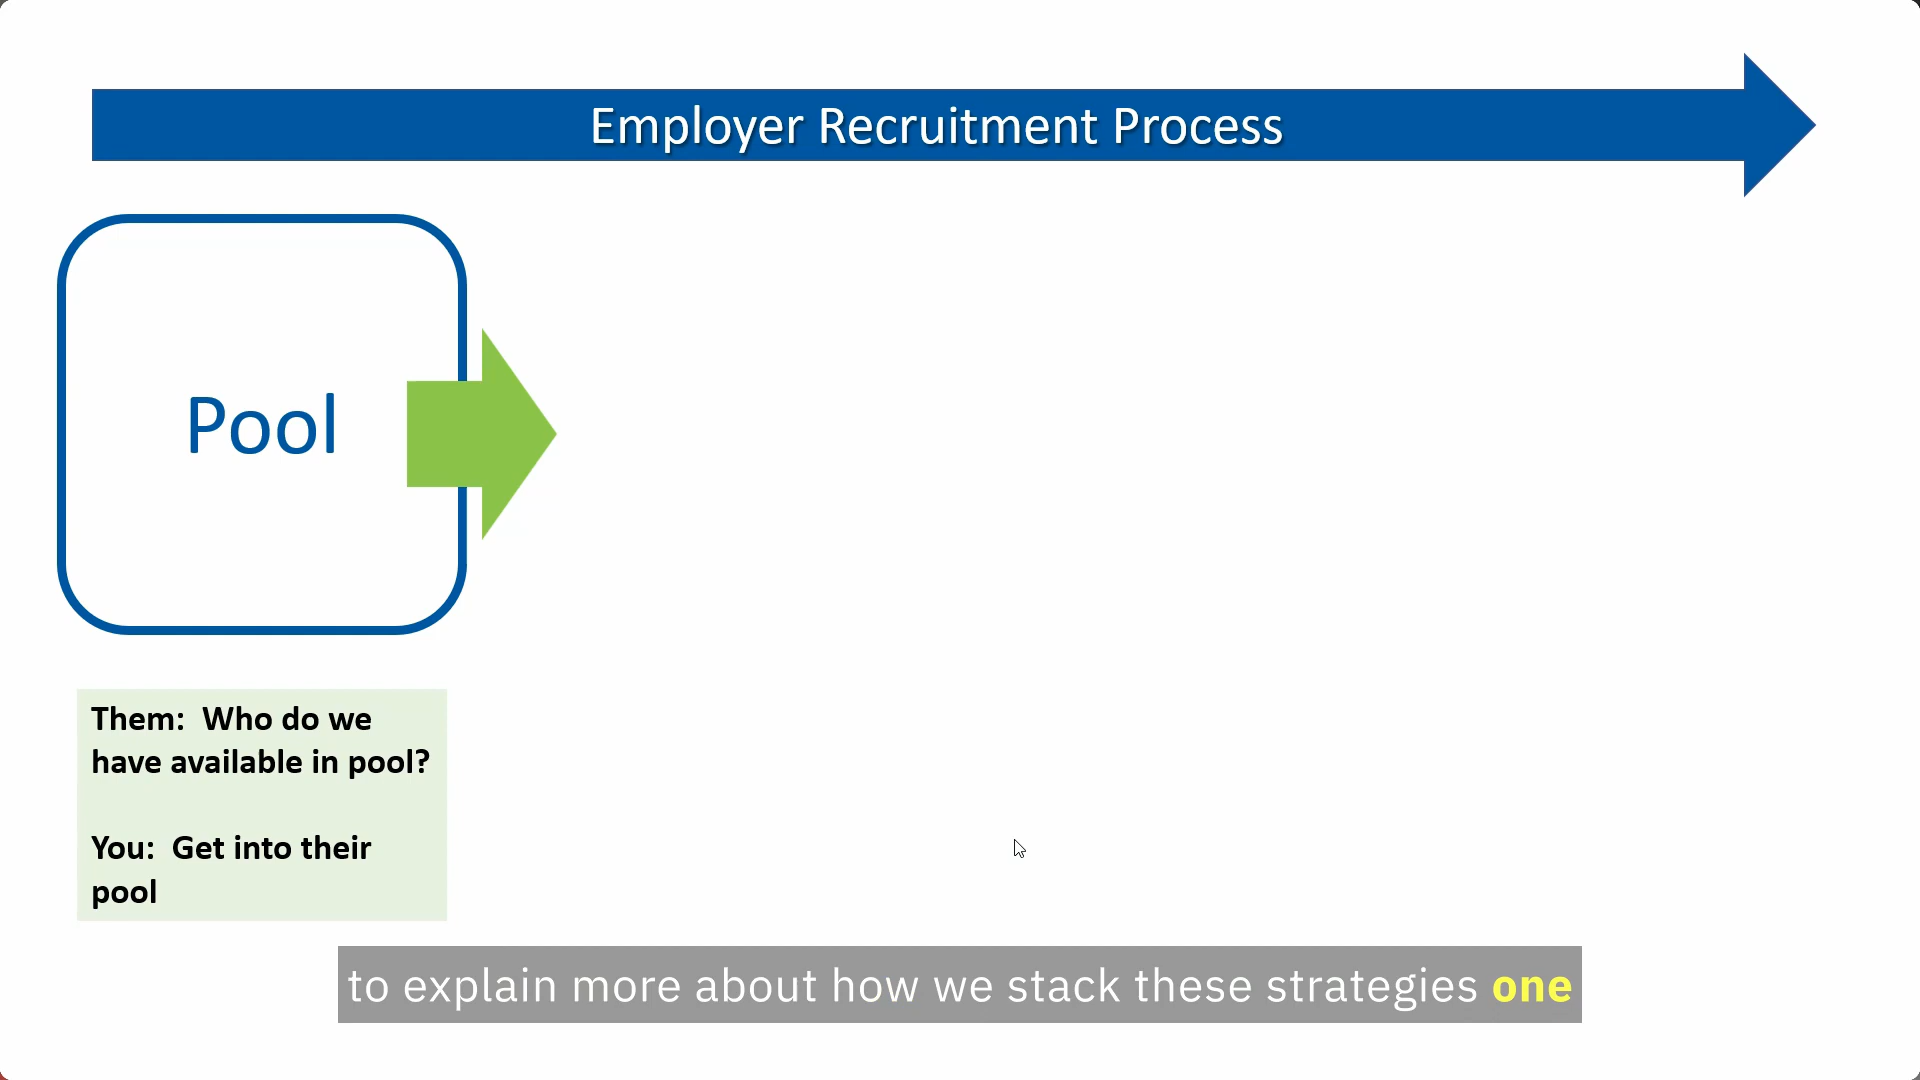 Employer Recruitment Process
Pool
Them:  Who do we
have available in pool?
You:  Get into their
pool
to explain more about how we stack these strategies one